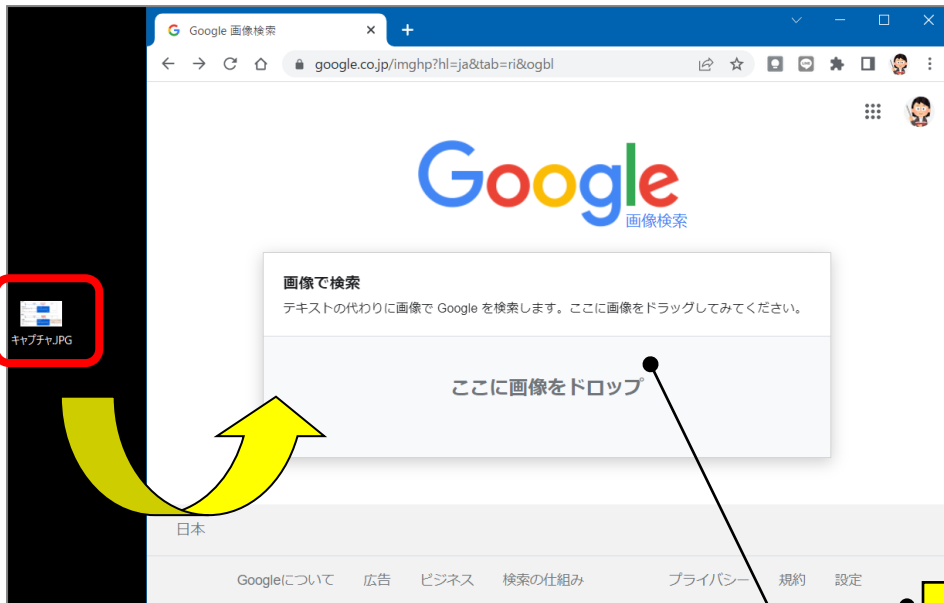 Google 画像検索
google.co.jp/imghp?hl=ja&tab=ri&ogbl
Google
画像検索
画像で検索
テキストの代わりに画像で Google を検索します。ここに画像をドラッグしてみてください。
キャプチャ.JPG
ここに画像をドロップ
日本
Googleについて 広告 ビジネス 検索の仕組み プライバシー 規約 設定